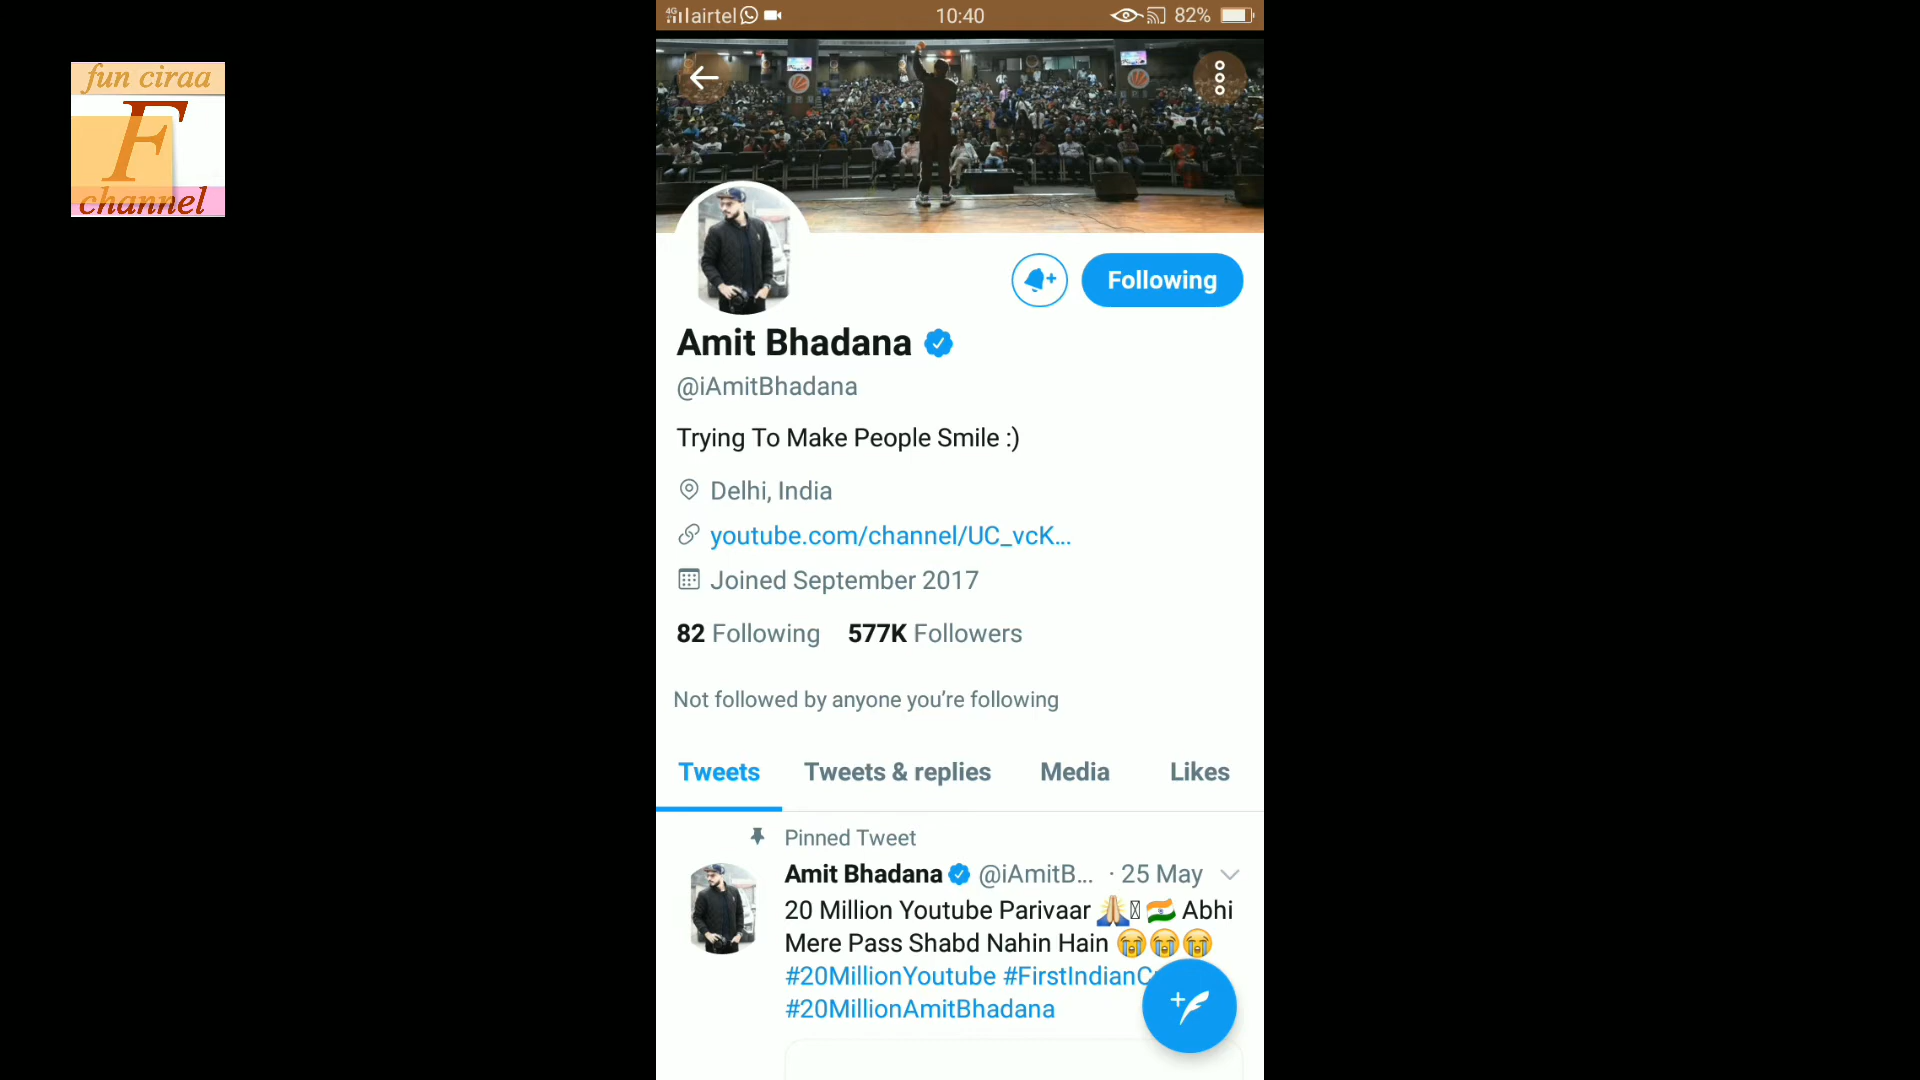 fun ciraa
F
channel
4G airtel 10:40 82%
Following
Amit Bhadana
@iAmitBhadana
Trying To Make People Smile :)
Delhi, India
youtube.com/channel/UC_vcK...
Joined September 2017
82 Following 577K Followers
Not followed by anyone you’re following
Tweets Tweets & replies Media Likes
Pinned Tweet
Amit Bhadana @iAmitB... · 25 May
20 Million Youtube Parivaar 🙏 🇮🇳 Abhi
Mere Pass Shabd Nahin Hain 😭😭😭
#20MillionYoutube
#20MillionAmitBhadana